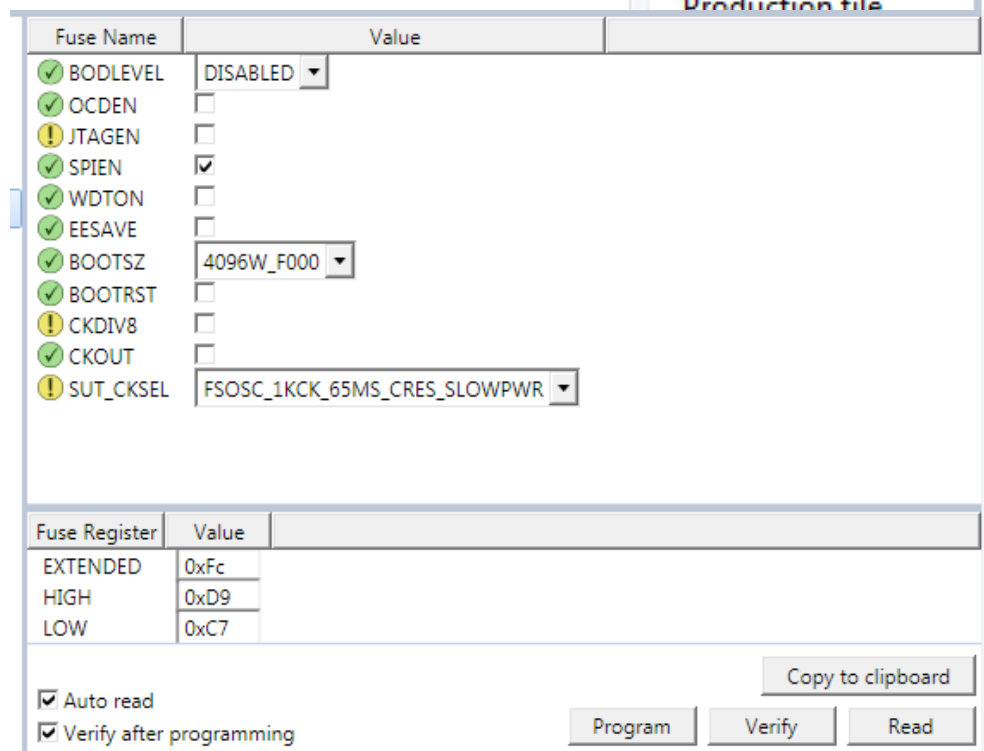 Production file
Fuse Name Value
BODLEVEL DISABLED
OCDEN
JTAGEN
SPIEN
WDTON
EESAVE
BOOTSZ 4096W_F000
BOOTRST
CKDIV8
CKOUT
SUT_CKSEL FSOSC_1KCK_65MS_CRES_SLOWPWR
Fuse Register Value
EXTENDED 0xFc
HIGH 0xD9
LOW 0xC7
Copy to clipboard
Auto read
Verify after programming Program Verify Read